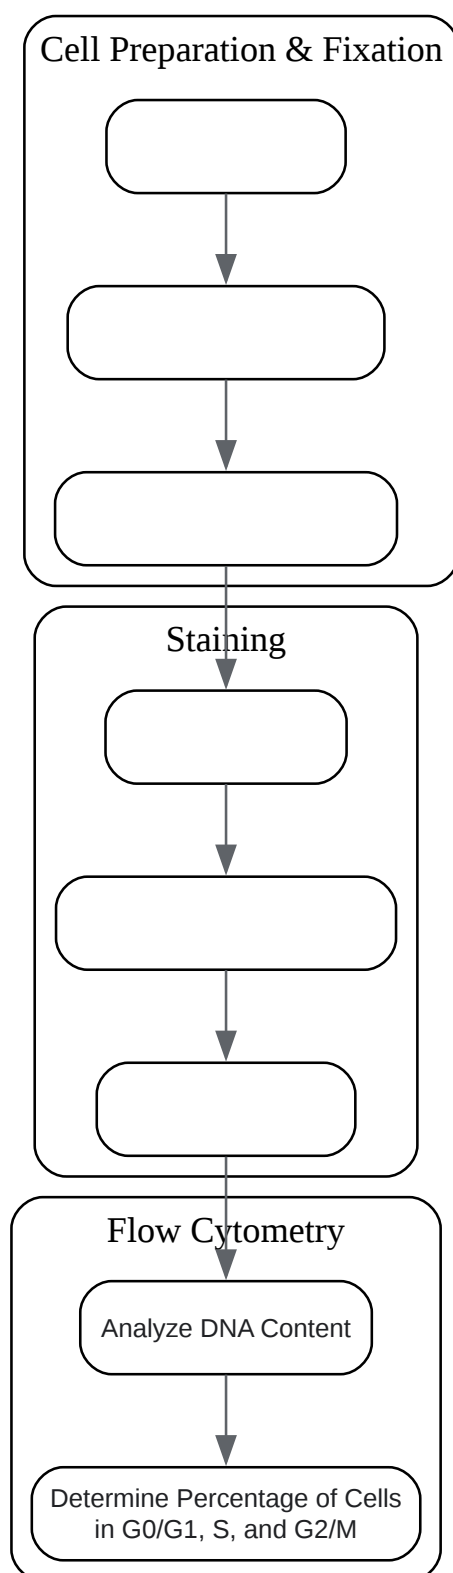 Cell Preparation & Fixation
Staining
Flow Cytometry
Analyze DNA Content
Determine Percentage of Cells
in G0/G1, S, and G2/M